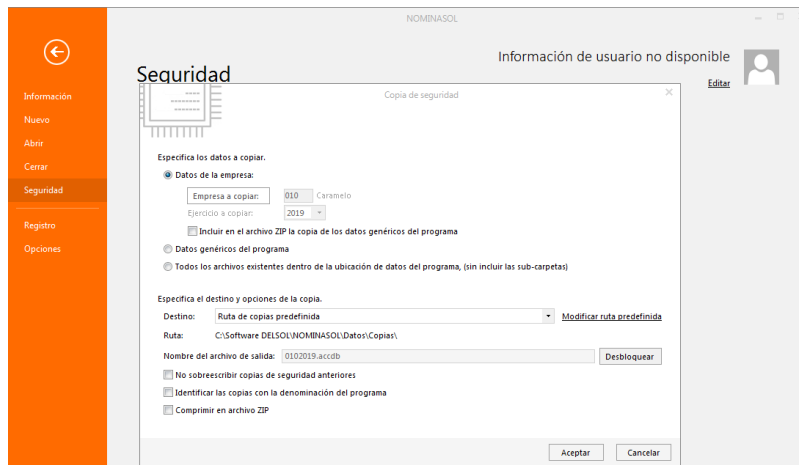 NOMINASOL
Información de usuario no disponible
Editar
Información
Nuevo
Abrir
Cerrar
Seguridad
Registro
Opciones
Seguridad
Copia de seguridad
Especifica los datos a copiar.
Datos de la empresa:
Empresa a copiar: 010 Caramelo
Ejercicio a copiar: 2019
Incluir en el archivo ZIP la copia de los datos genéricos del programa
Datos genéricos del programa
Todos los archivos existentes dentro de la ubicación de datos del programa, (sin incluir las sub-carpetas)
Especifica el destino y opciones de la copia.
Destino: Ruta de copias predefinida Modificar ruta predefinida
Ruta: C:\Software DELSOL\NOMINASOL\Datos\Copias\
Nombre del archivo de salida: 0102019.accdb Desbloquear
No sobreescribir copias de seguridad anteriores
Identificar las copias con la denominación del programa
Comprimir en archivo ZIP
Aceptar Cancelar